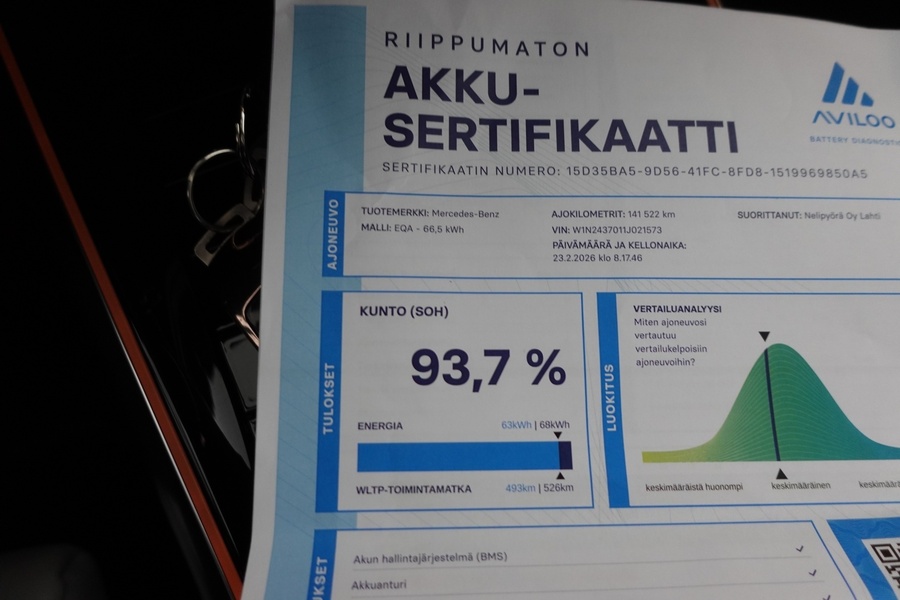 RIIPPUMATON
AKKU-
SERTIFIKAATTI
SERTIFIKAATIN NUMERO: 15D35BA5-9D56-41FC-8FD8-1519969850A5
AVILOO
BATTERY DIAGNOSTI
AJONEUVO
TUOTEMERKKI: Mercedes-Benz
MALLI: EQA - 66,5 kWh
AJOKILOMETRIT: 141 522 km
VIN: W1N2437011J021573
PÄIVÄMÄÄRÄ JA KELLONAIKA:
23.2.2026 klo 8.17.46
SUORITTANUT: Nelipyörä Oy Lahti
TULOKSET
KUNTO (SOH)
93,7 %
ENERGIA 63kWh | 68kWh
WLTP-TOIMINTAMATKA 493km | 526km
LUOKITUS
VERTAILUANALYYSI
Miten ajoneuvosi
vertautuu
vertailukelpoisiin
ajoneuvoihin?
keskimääräistä huonompi keskimääräinen keskimäär
UKSET
Akun hallintajärjestelmä (BMS)
Akkuanturi